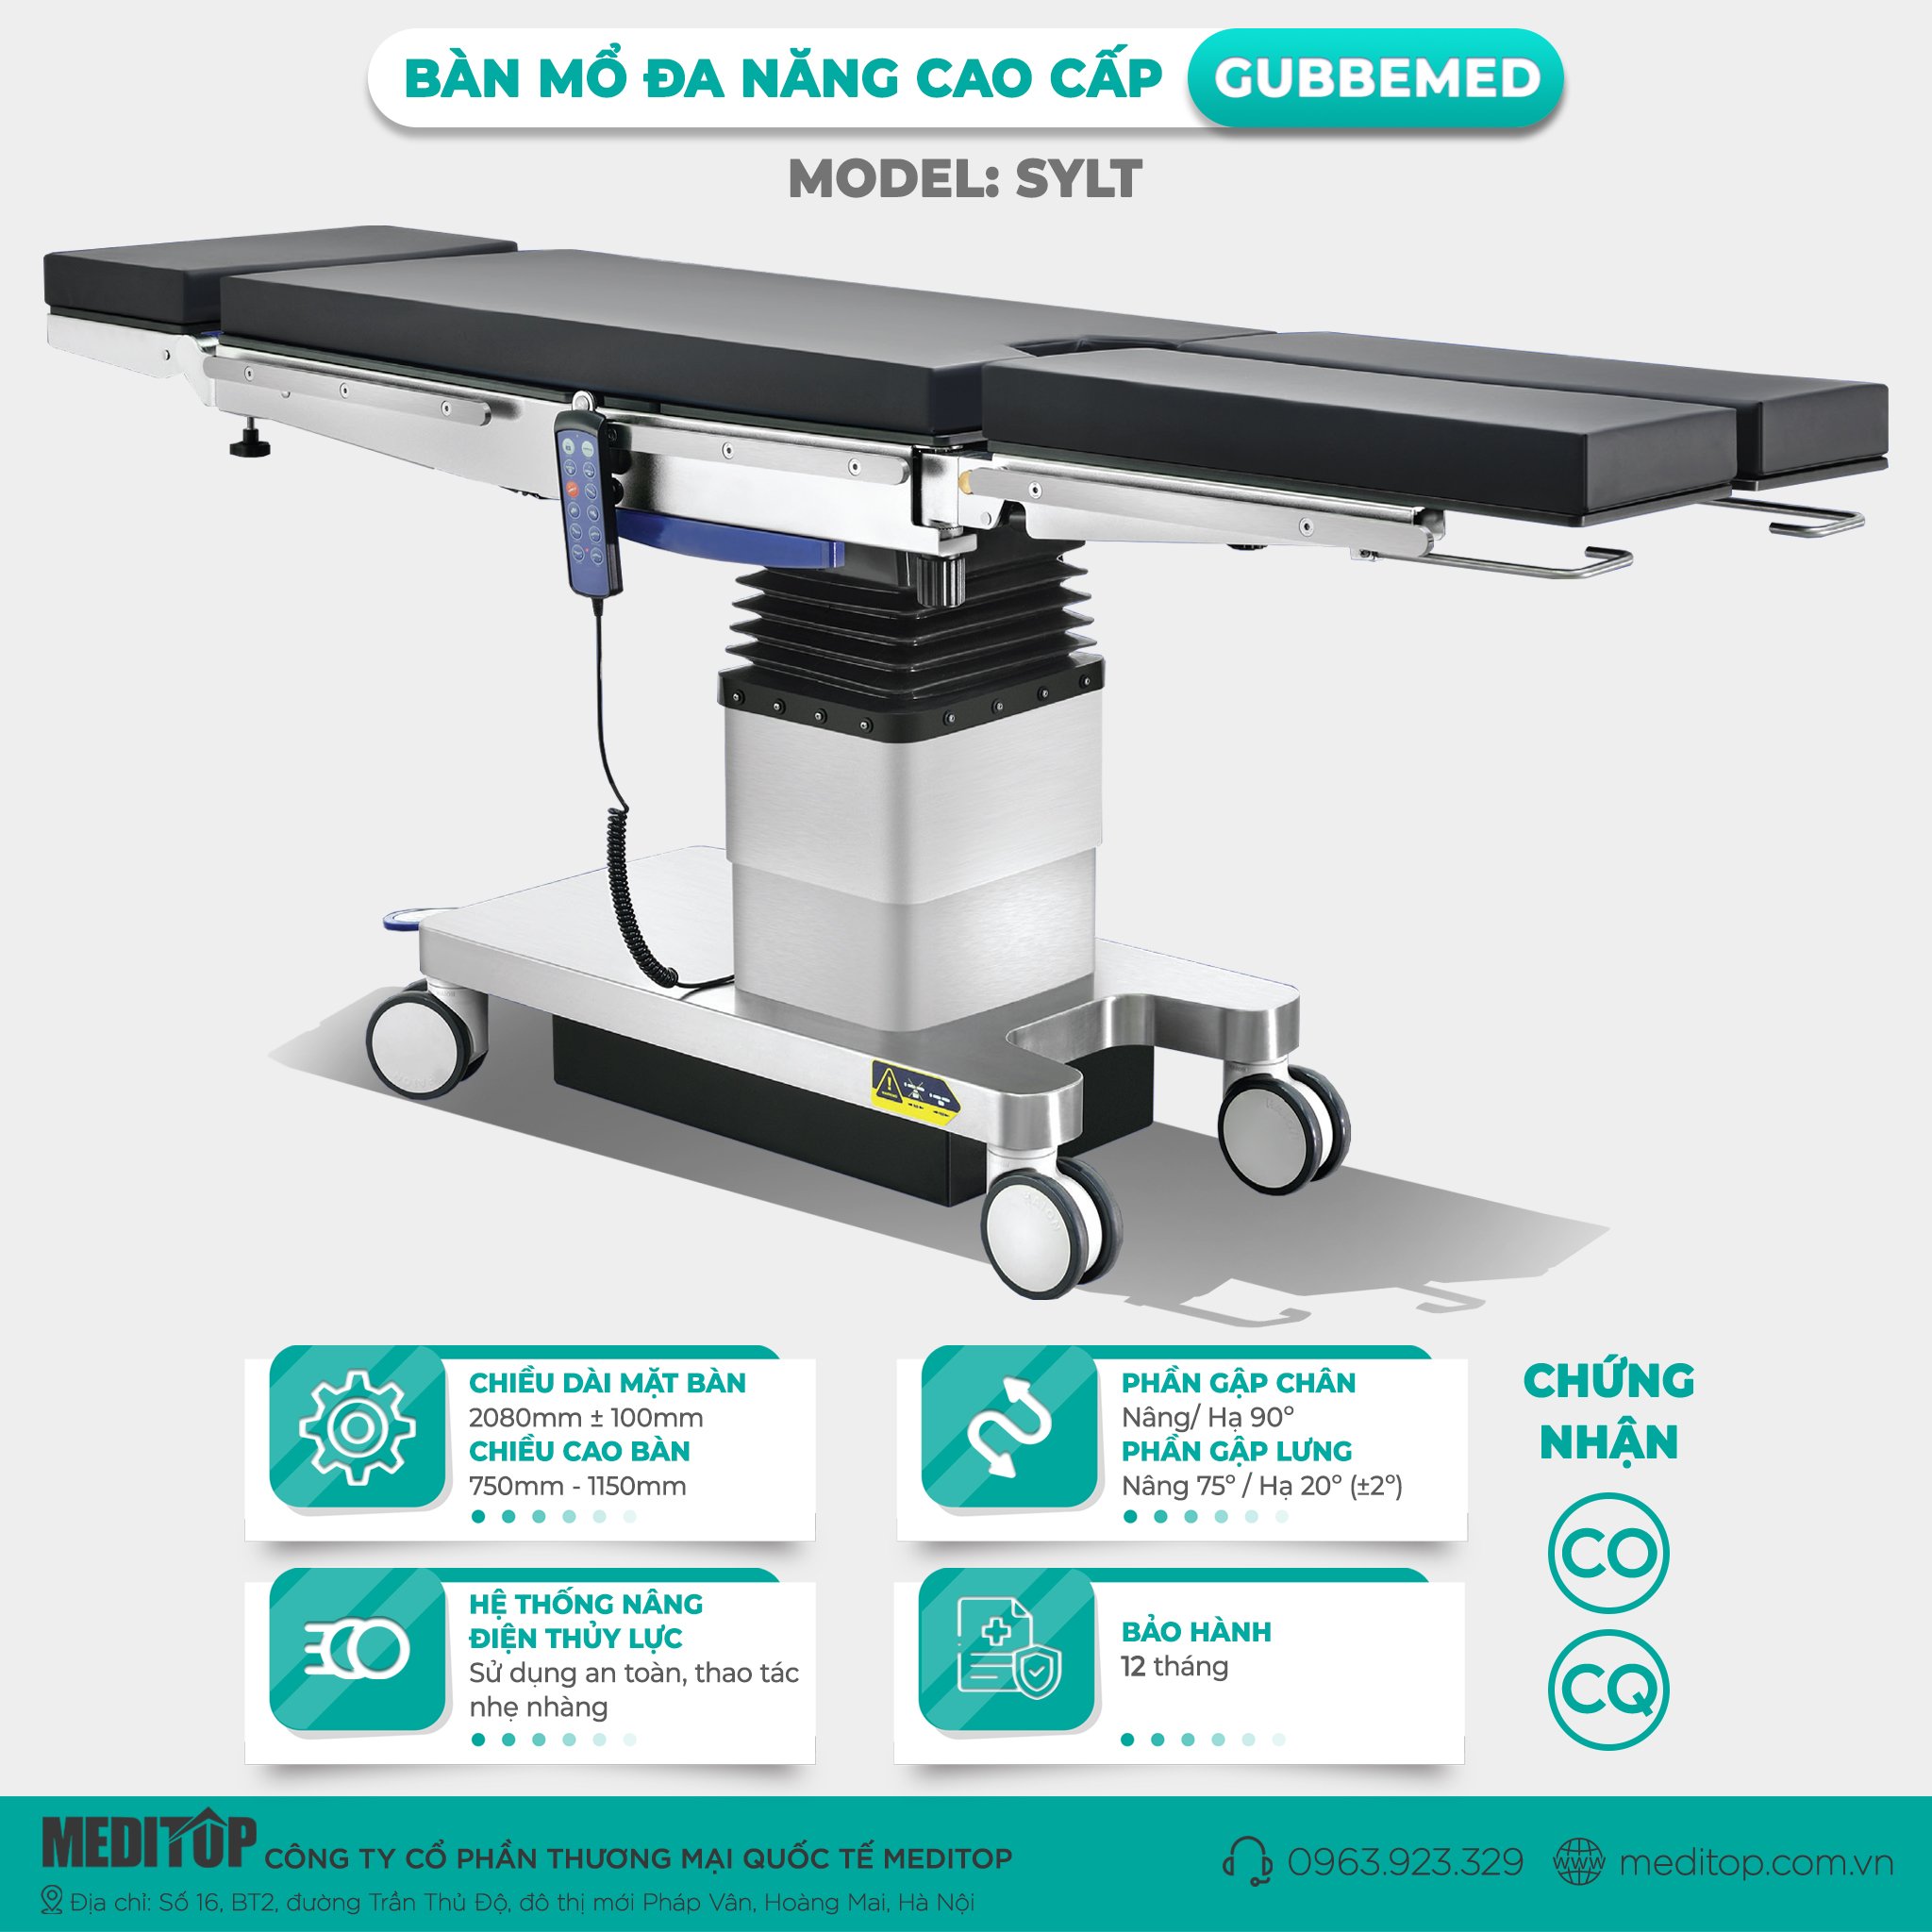 BÀN MỔ ĐA NĂNG CAO CẤP GUBBEMED
MODEL: SYLT
CHIỀU DÀI MẶT BÀN
2080mm ± 100mm
CHIỀU CAO BÀN
750mm - 1150mm
PHẦN GẬP CHÂN
Nâng/ Hạ 90°
PHẦN GẬP LƯNG
Nâng 75° / Hạ 20° (±2°)
HỆ THỐNG NÂNG
ĐIỆN THỦY LỰC
Sử dụng an toàn, thao tác
nhẹ nhàng
BẢO HÀNH
12 tháng
CHỨNG
NHẬN
CO
CQ
MEDITOP CÔNG TY CỔ PHẦN THƯƠNG MẠI QUỐC TẾ MEDITOP
Địa chỉ: Số 16, BT2, đường Trần Thủ Độ, đô thị mới Pháp Vân, Hoàng Mai, Hà Nội
0963.923.329
www meditop.com.vn